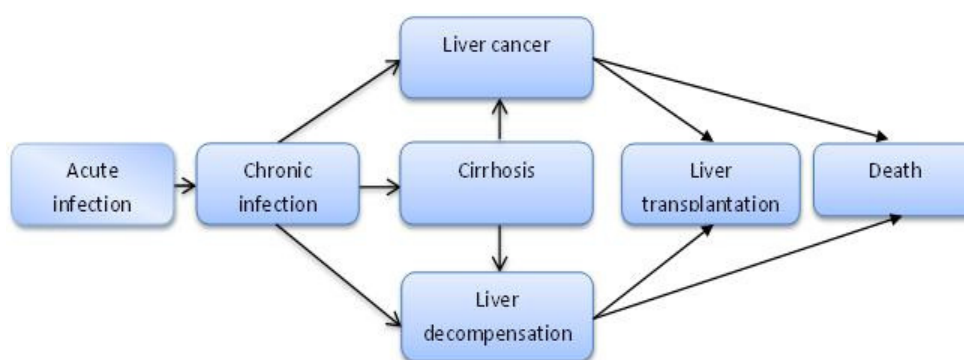 Liver cancer
Acute
infection
Chronic
infection
Cirrhosis
Liver
transplantation
Death
Liver
decompensation